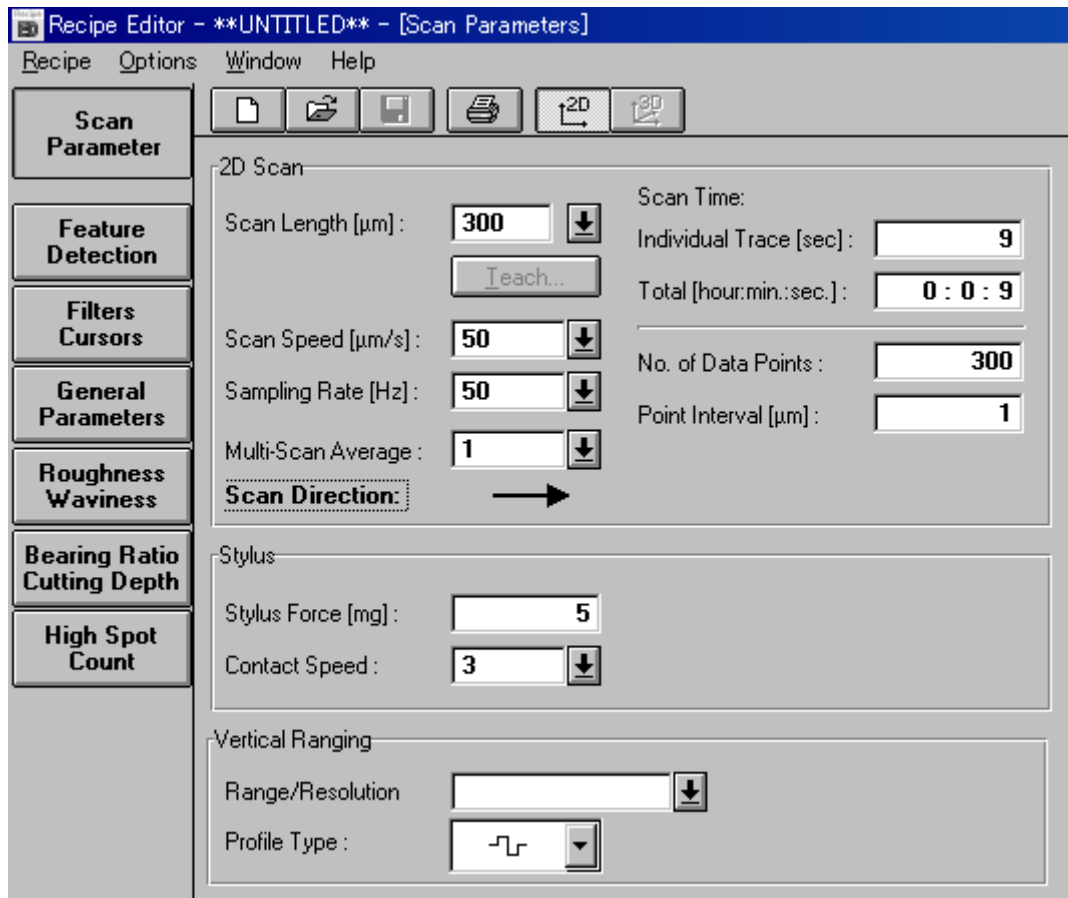 Recipe Editor - **UNTITLED** - [Scan Parameters]
Recipe Options Window Help
Scan
Parameter
Feature
Detection
Filters
Cursors
General
Parameters
Roughness
Waviness
Bearing Ratio
Cutting Depth
High Spot
Count
2D
3D
2D Scan
Scan Length [µm] : 300
Teach...
Scan Speed [µm/s] : 50
Sampling Rate [Hz] : 50
Multi-Scan Average : 1
Scan Direction:
Scan Time:
Individual Trace [sec] : 9
Total [hour:min.:sec.] : 0 : 0 : 9
No. of Data Points : 300
Point Interval [µm] : 1
Stylus
Stylus Force [mg] : 5
Contact Speed : 3
Vertical Ranging
Range/Resolution
Profile Type :